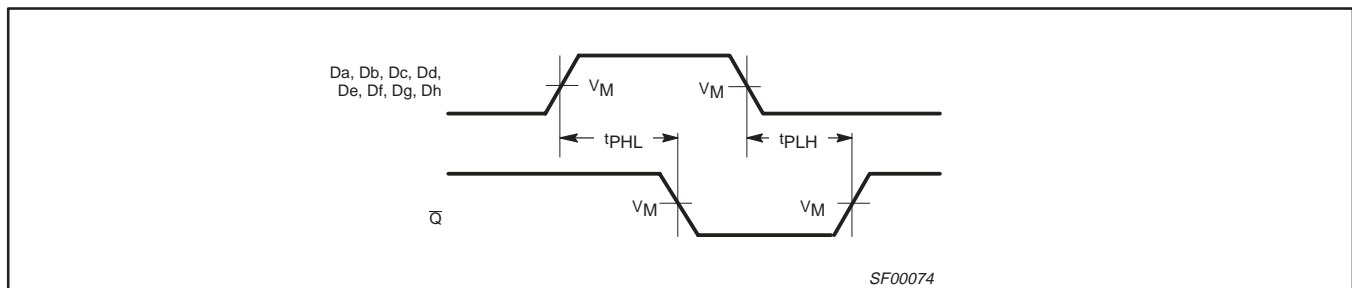 Da, Db, Dc, Dd,
De, Df, Dg, Dh
VM
VM
tPHL
tPLH
VM
VM
Q̅
SF00074